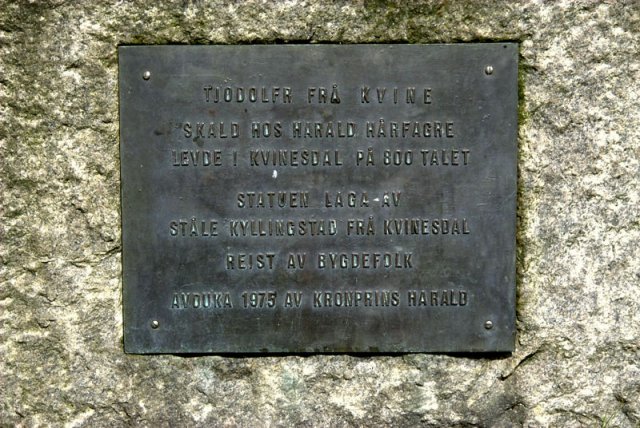 TJODOLFR FRÅ KVINE
SKALD HOS HARALD HÅRFAGRE
LEVDE I KVINESDAL PÅ 800 TALET
STATUEN LAGA AV
STÅLE KYLLINGSTAD FRÅ KVINESDAL
REIST AV BYGDEFOLK
AVDUKA 1975 AV KRONPRINS HARALD